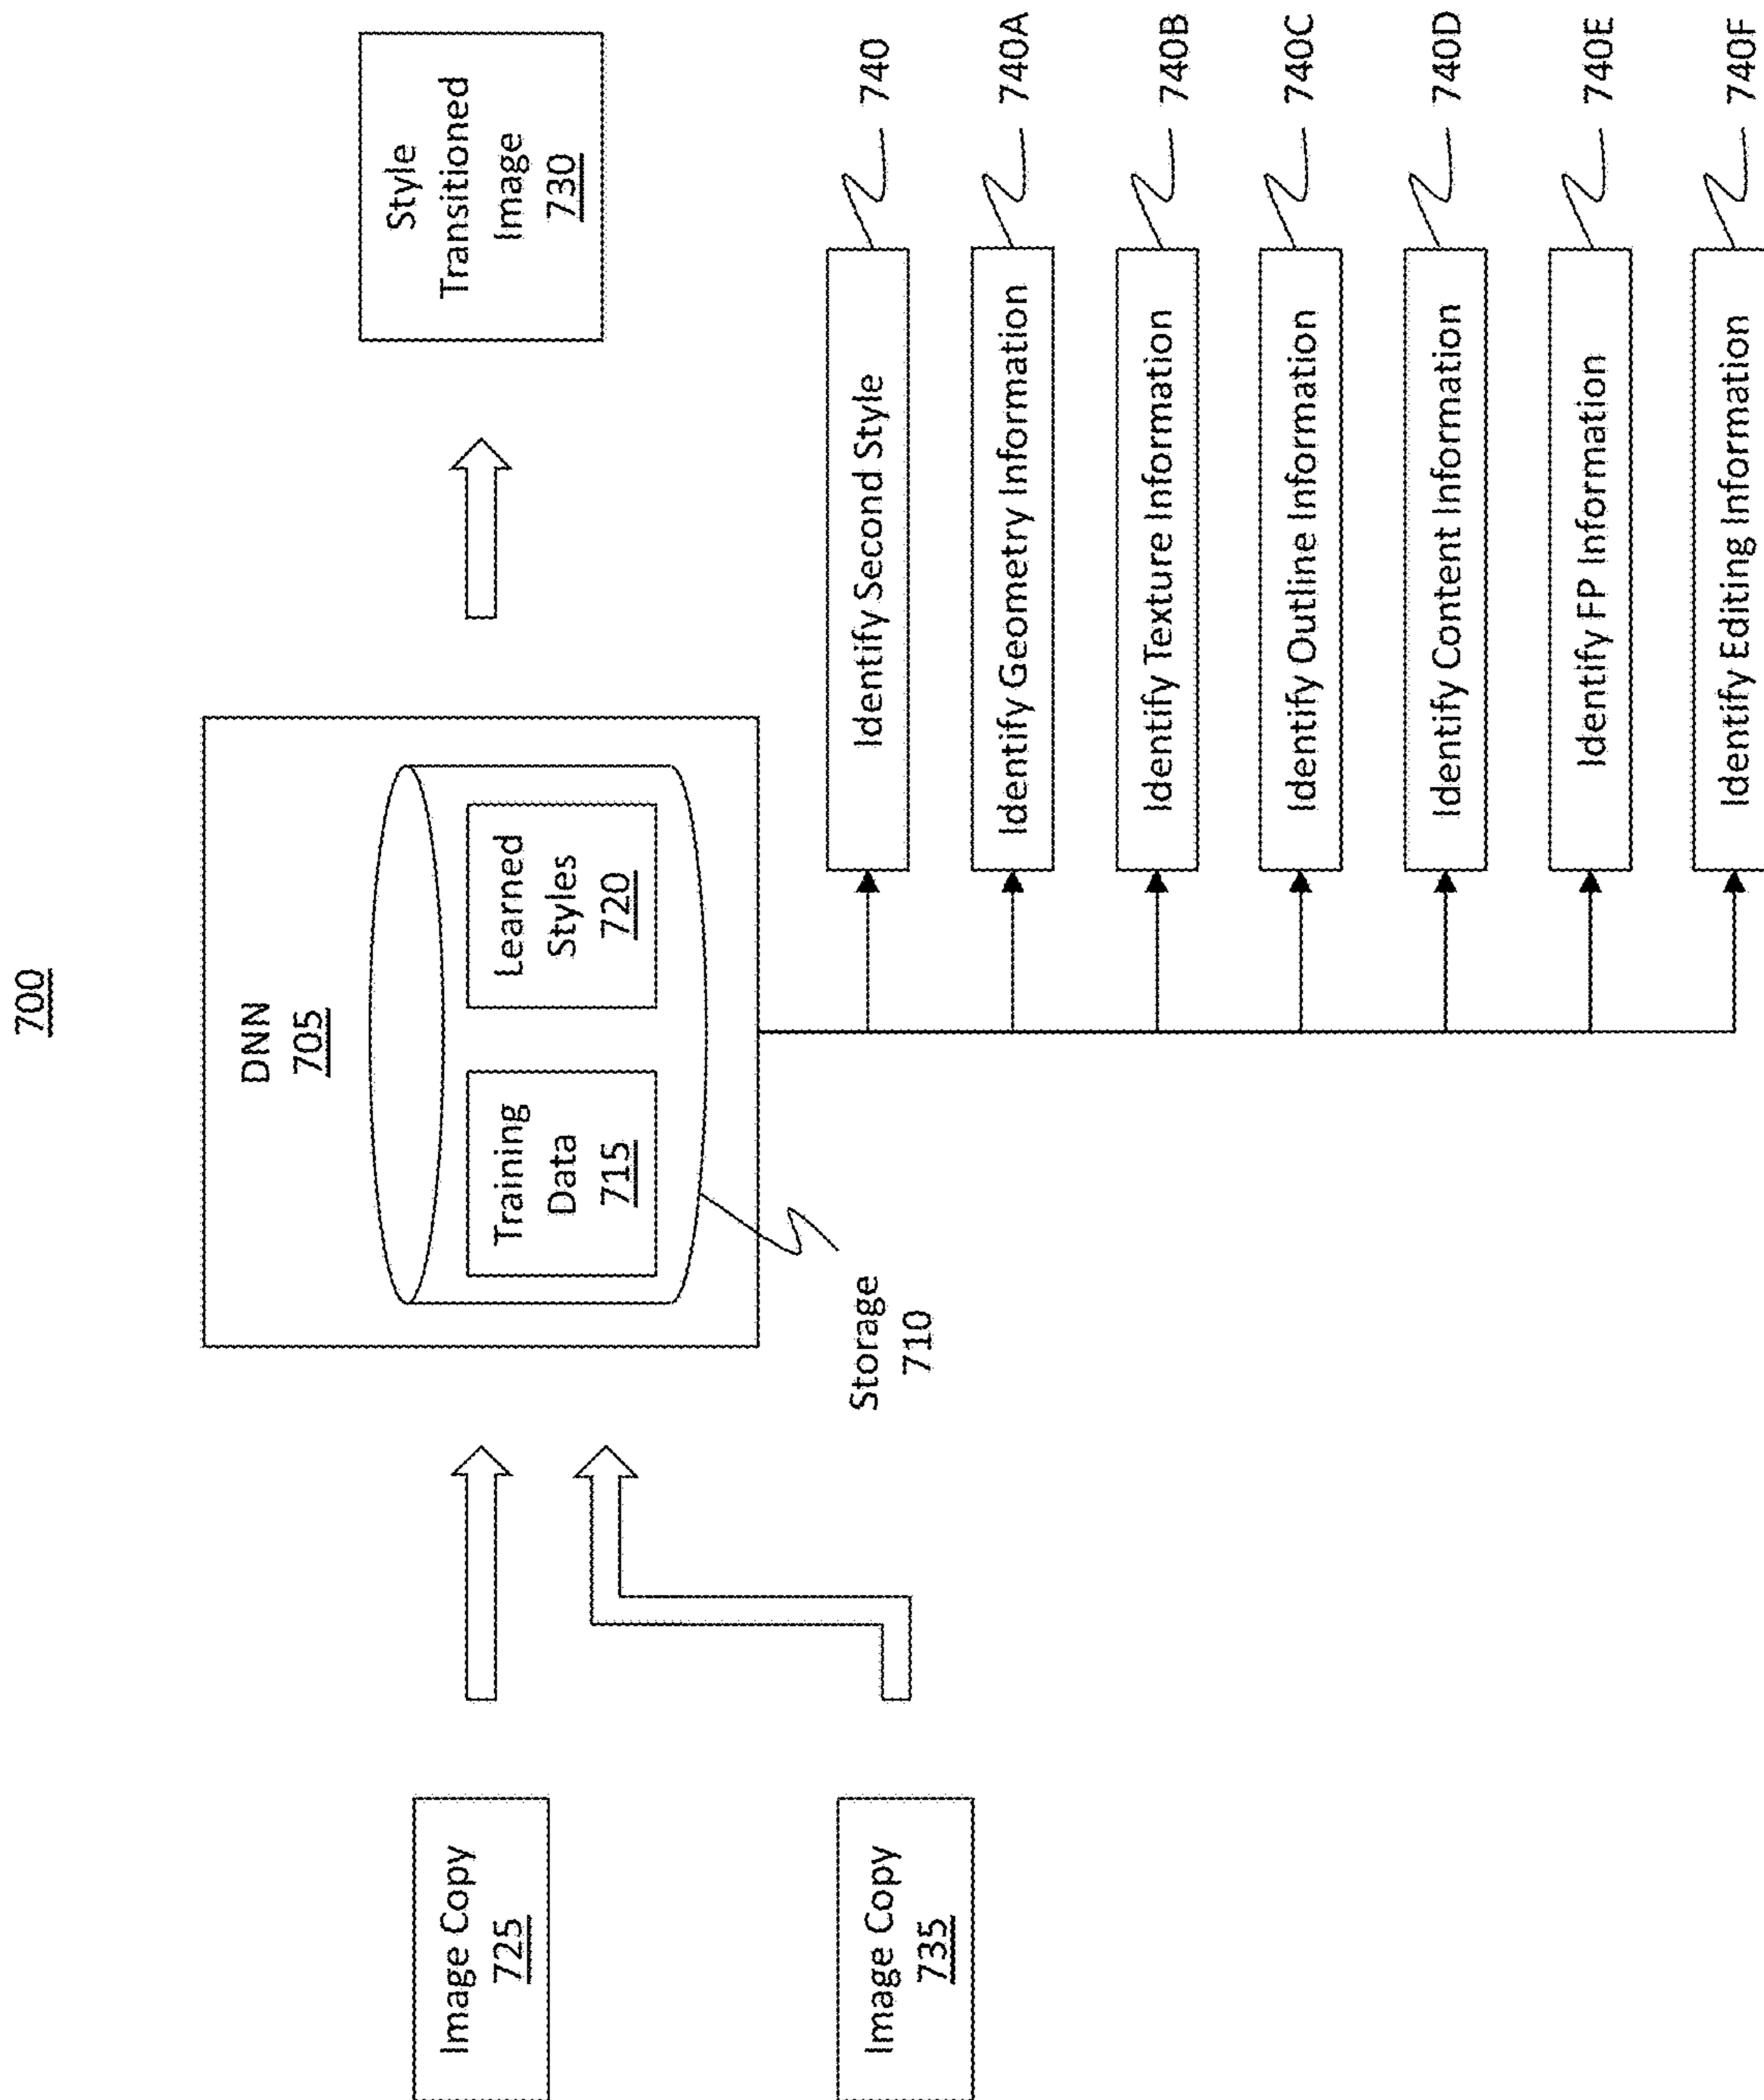 700
Image Copy
725
DNN
705
Training
Data
715
Learned
Styles
720
Style
Transitioned
Image
730
Image Copy
735
Storage
710
Identify Second Style
740
Identify Geometry Information
740A
Identify Texture Information
740B
Identify Outline Information
740C
Identify Content Information
740D
Identify FP Information
740E
Identify Editing Information
740F